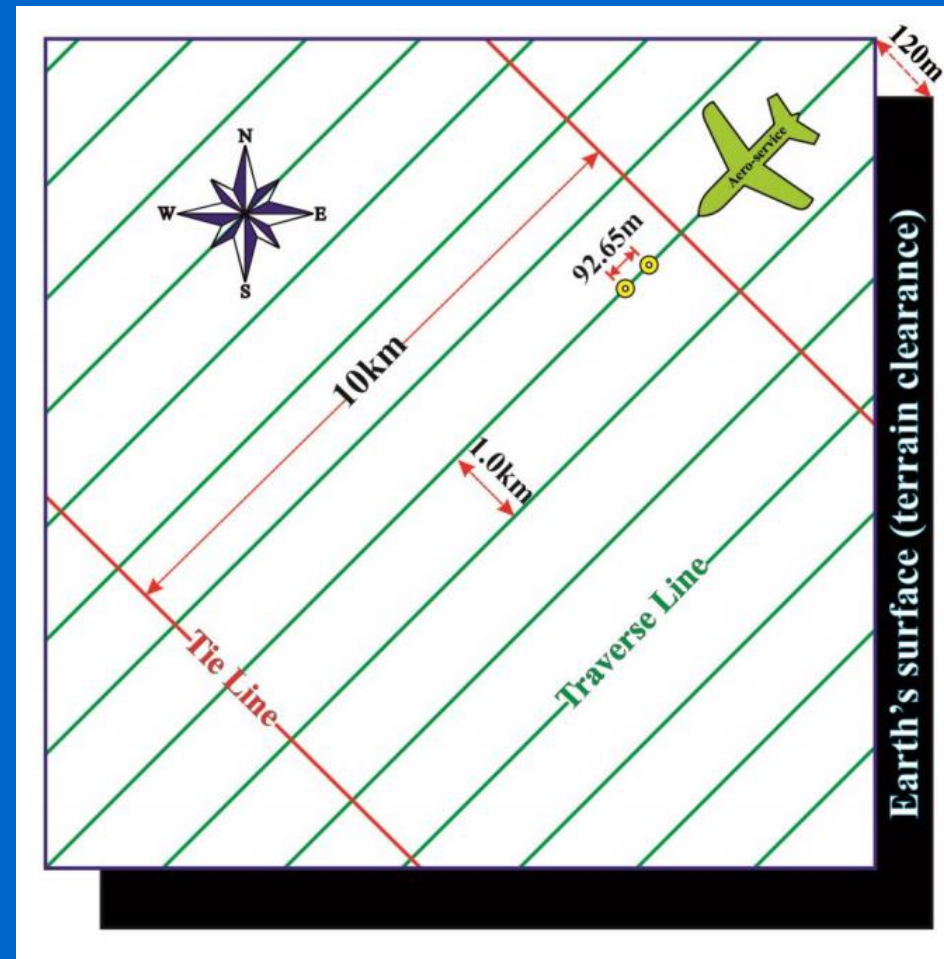 120m
N
W
E
S
Aero-service
92.65m
10km
1.0km
Traverse Line
Tie Line
Earth's surface (terrain clearance)